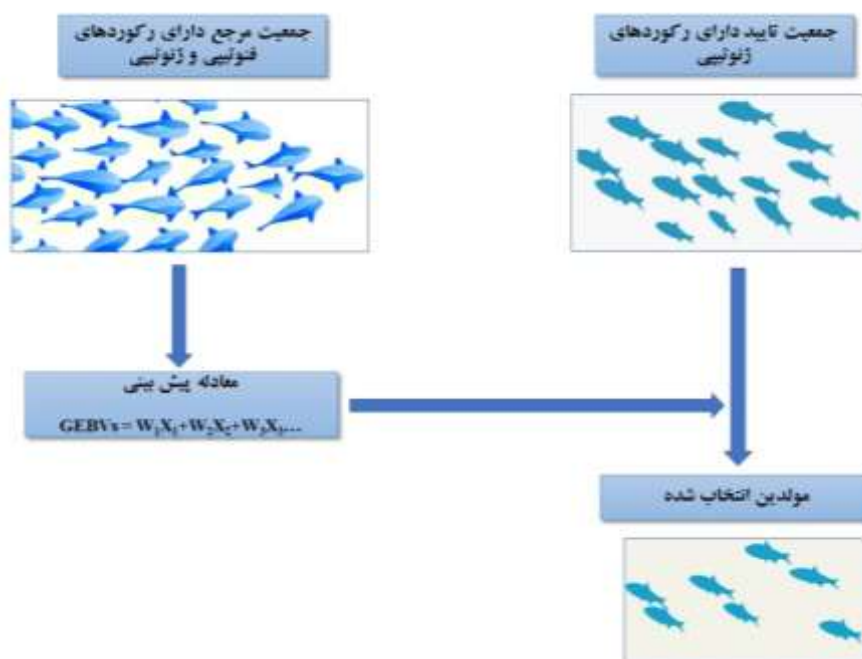 جمعیت تایید دارای رکوردهای
ژنوتیپی
جمعیت مرجع دارای رکوردهای
فنوتیپی و ژنوتیپی
معادله پیش بینی
GEBVs = W₁X₁+W₂X₂+W₃X₃...
مولدین انتخاب شده